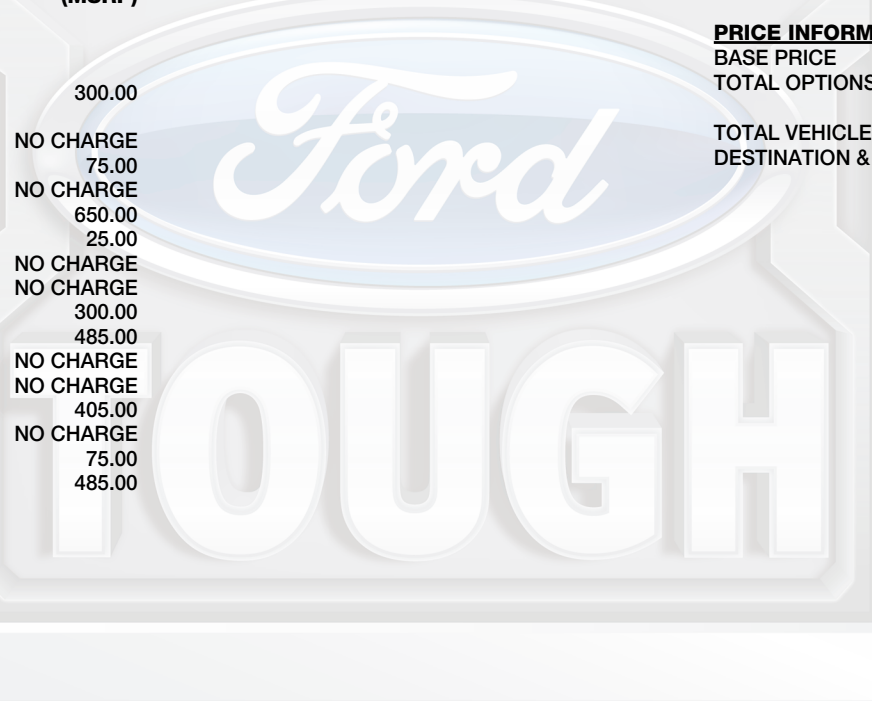 (MSRP)
300.00
NO CHARGE
75.00
NO CHARGE
650.00
25.00
NO CHARGE
NO CHARGE
300.00
485.00
NO CHARGE
NO CHARGE
405.00
NO CHARGE
75.00
485.00
PRICE INFORM
BASE PRICE
TOTAL OPTIONS
TOTAL VEHICLE
DESTINATION &
Ford
TOUGH